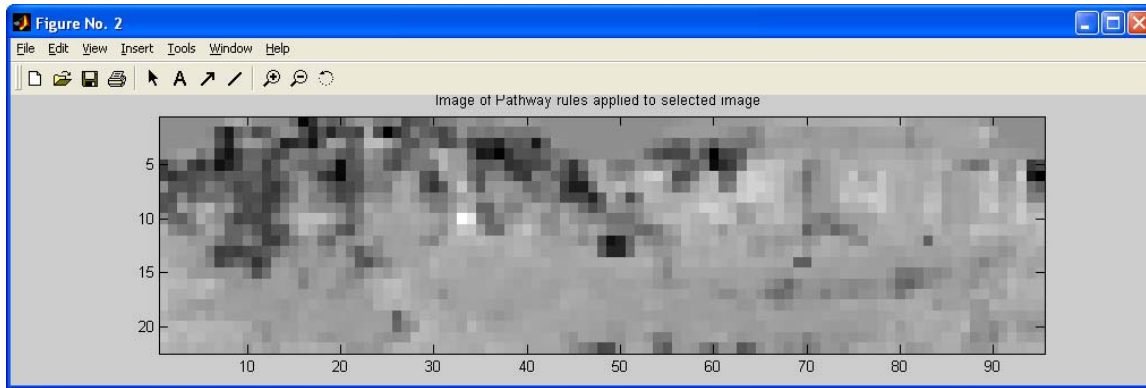 Figure No. 2
File Edit View Insert Tools Window Help
A
Image of Pathway rules applied to selected image
5
10
15
20
10 20 30 40 50 60 70 80 90